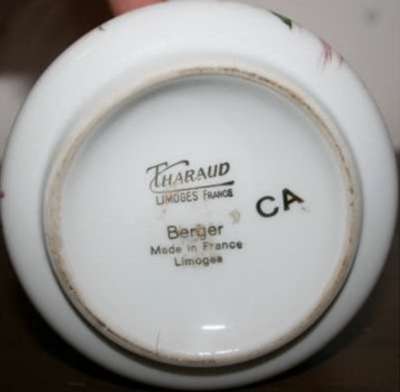 THARAUD
LIMOGES FRANCE
CA
Berger
Made in France
Limoges